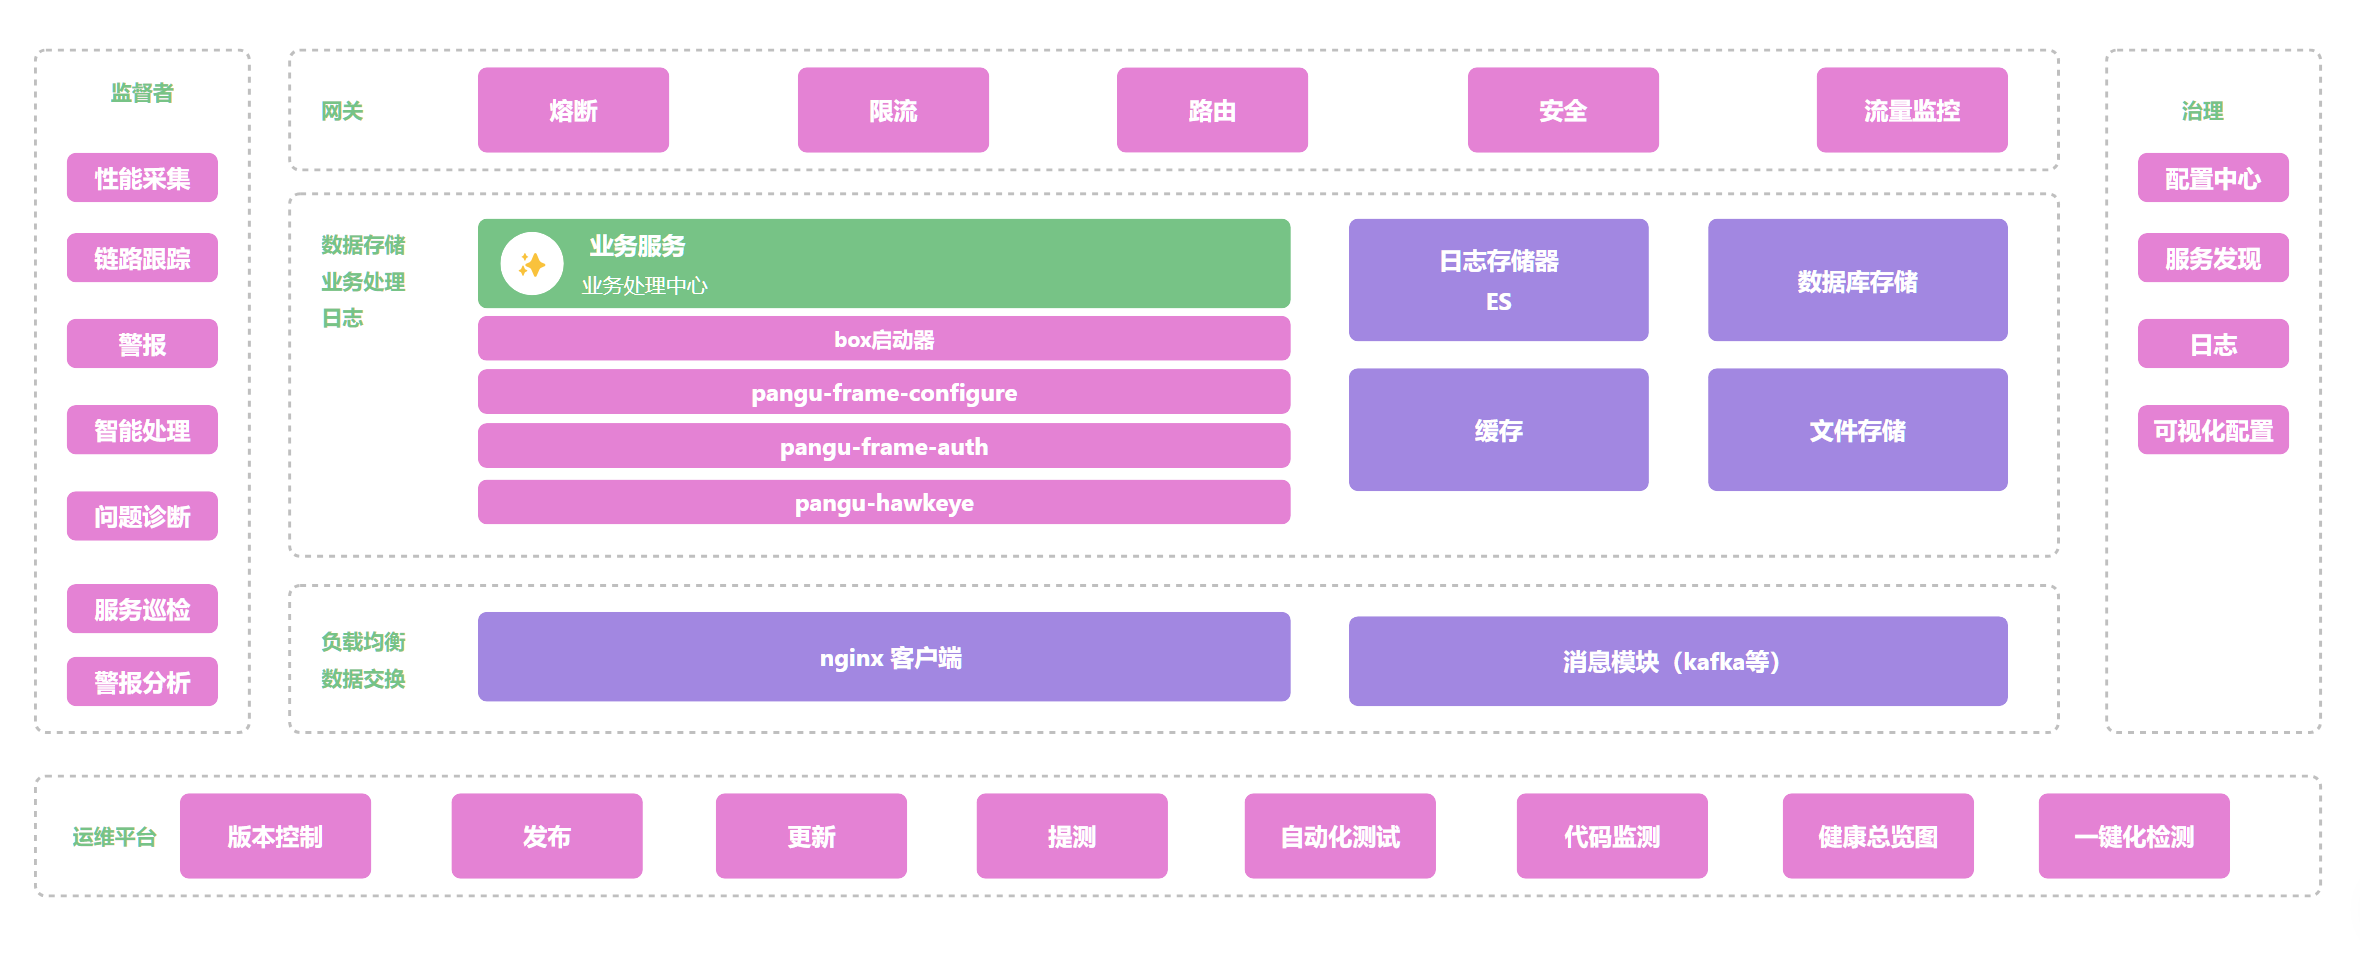 监督者
性能采集
链路跟踪
警报
智能处理
问题诊断
服务巡检
警报分析
网关
熔断
限流
路由
安全
流量监控
数据存储
业务处理
日志
业务服务
业务处理中心
box启动器
pangu-frame-configure
pangu-frame-auth
pangu-hawkeye
日志存储器
ES
数据库存储
缓存
文件存储
负载均衡
数据交换
nginx 客户端
消息模块（kafka等）
治理
配置中心
服务发现
日志
可视化配置
运维平台
版本控制
发布
更新
提测
自动化测试
代码监测
健康总览图
一键化检测